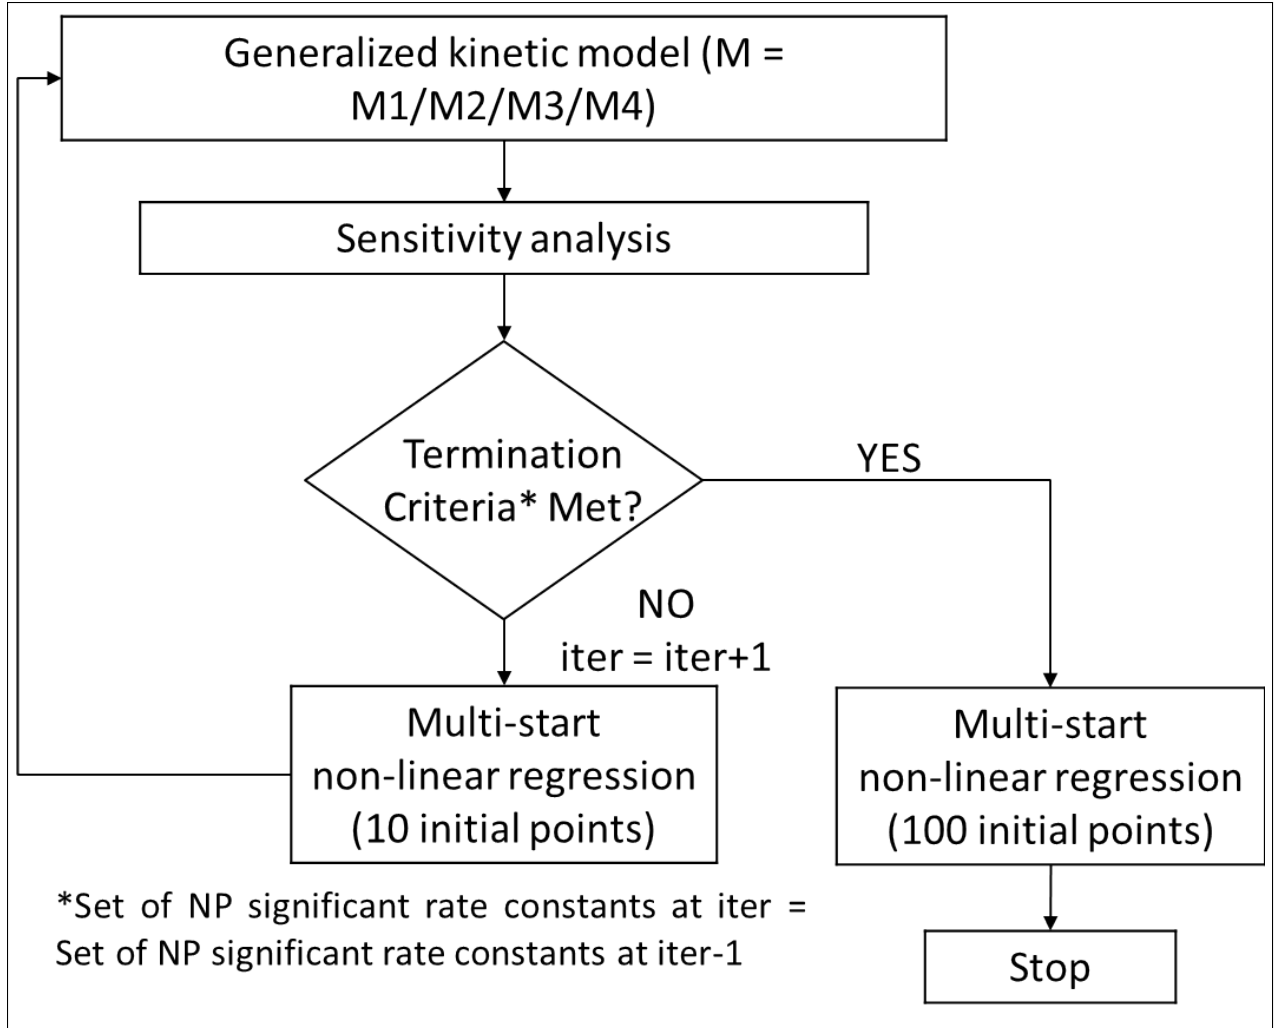 Generalized kinetic model (M =
M1/M2/M3/M4)
Sensitivity analysis
Termination
Criteria* Met?
YES
NO
iter = iter+1
Multi-start
non-linear regression
(10 initial points)
Multi-start
non-linear regression
(100 initial points)
*Set of NP significant rate constants at iter =
Set of NP significant rate constants at iter-1
Stop